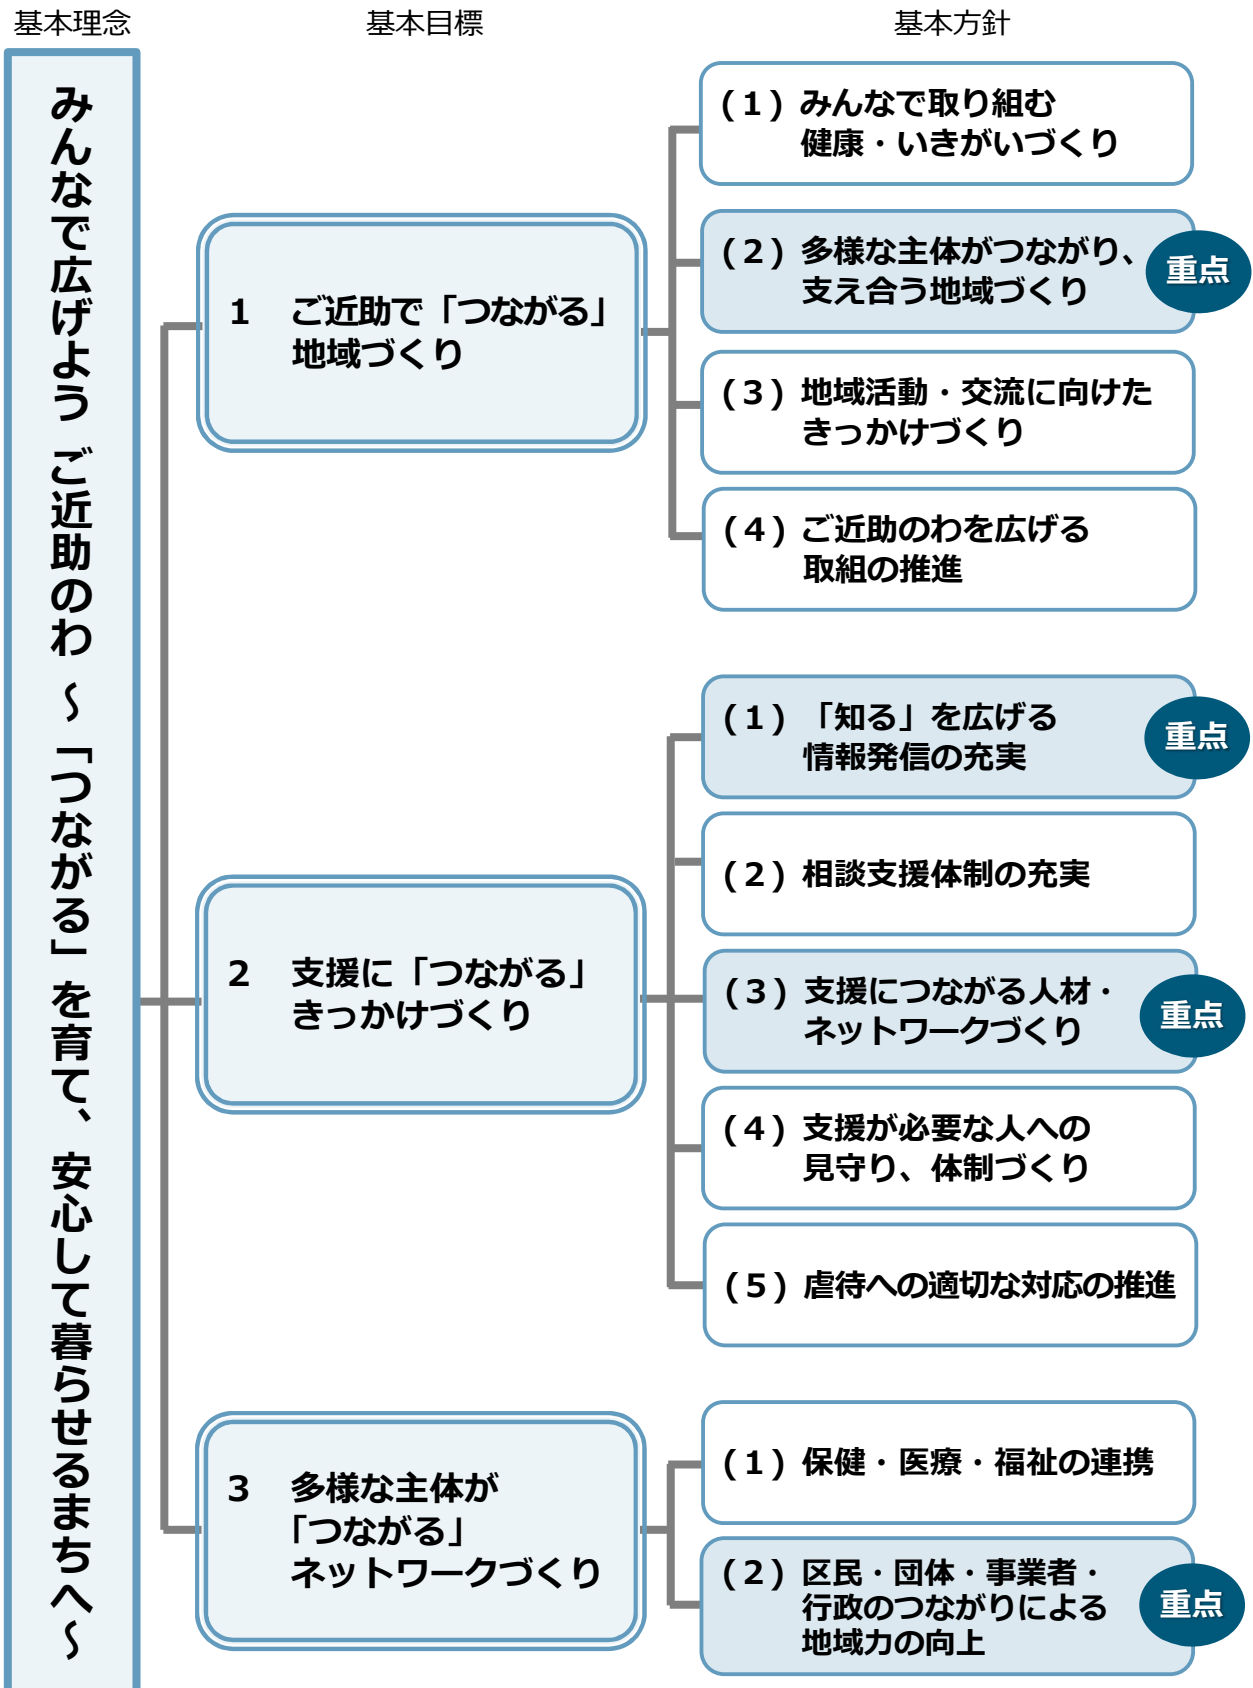 基本理念
基本目標
基本方針
みんなで広げよう ご近助のわ ～「つながる」を育て、安心して暮らせるまちへ～
1 ご近助で「つながる」
地域づくり
(1)みんなで取り組む
健康・いきがいづくり
(2)多様な主体がつながり、
支え合う地域づくり
重点
(3)地域活動・交流に向けた
きっかけづくり
(4)ご近助のわを広げる
取組の推進
2 支援に「つながる」
きっかけづくり
(1)「知る」を広げる
情報発信の充実
重点
(2)相談支援体制の充実
(3)支援につながる人材・
ネットワークづくり
重点
(4)支援が必要な人への
見守り、体制づくり
(5)虐待への適切な対応の推進
3 多様な主体が
「つながる」
ネットワークづくり
(1)保健・医療・福祉の連携
(2)区民・団体・事業者・
行政のつながりによる
地域力の向上
重点